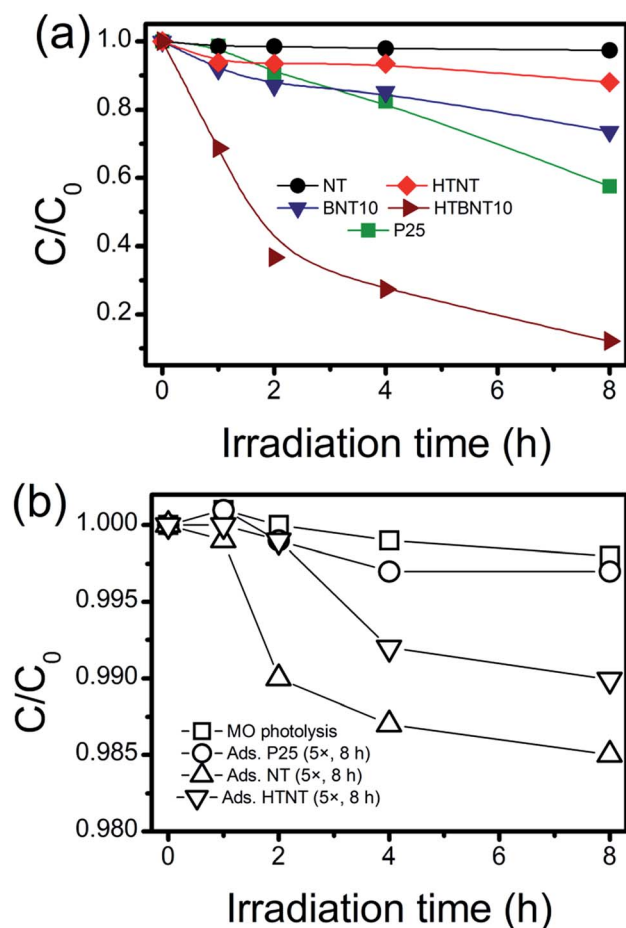 (a)
1.0
0.8
0.6
0.4
0.2
C/C0
NT HTNT
BNT10 HTBNT10
P25
0 2 4 6 8
Irradiation time (h)
(b)
1.000
0.995
0.990
0.985
0.980
C/C0
MO photolysis
Ads. P25 (5×, 8 h)
Ads. NT (5×, 8 h)
Ads. HTNT (5×, 8 h)
0 2 4 6 8
Irradiation time (h)